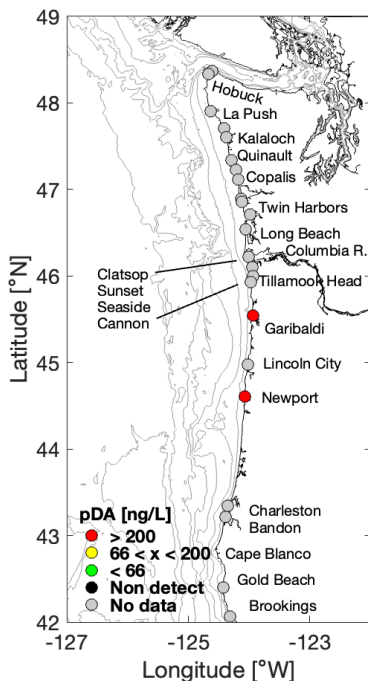 49
48
47
46
45
44
43
42
Latitude [°N]
Hobuck
La Push
Kalaloch
Quinault
Copalis
Twin Harbors
Long Beach
Columbia R.
Clatsop
Sunset
Seaside
Cannon
Tillamook Head
Garibaldi
Lincoln City
Newport
Charleston
Bandon
Cape Blanco
Gold Beach
Brookings
pDA [ng/L]
> 200
66 < x < 200
< 66
Non detect
No data
-127 -125 -123
Longitude [°W]